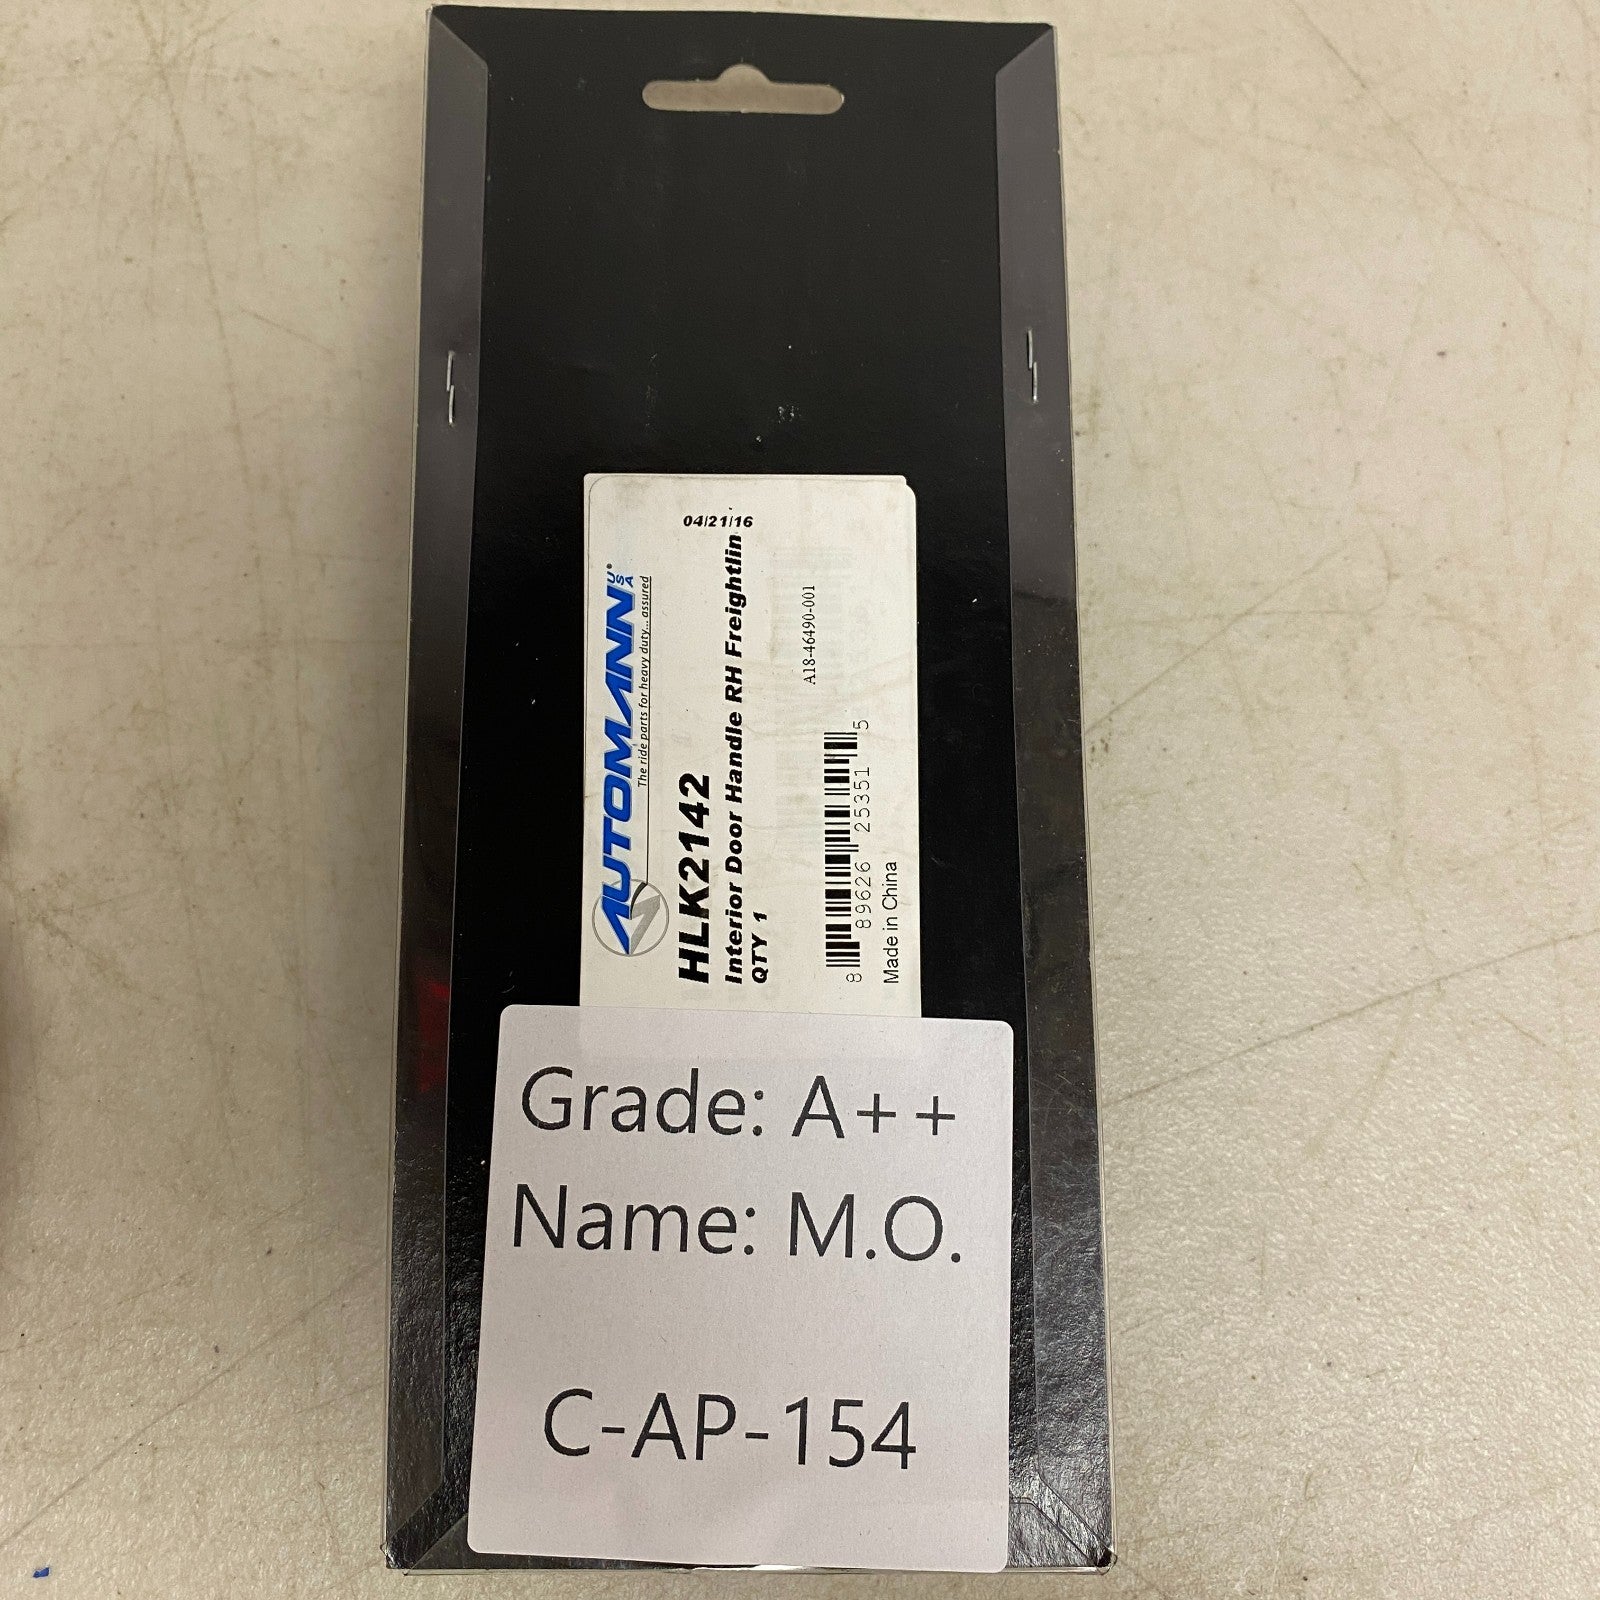 AUTOMANN USA
The ride parts for heavy duty... assured
04/21/16
HLK2142
Interior Door Handle RH Freightlin
QTY 1
A18-46490-001
8 89626 25351 5
Made in China
Grade: A++
Name: M.O.
C-AP-154